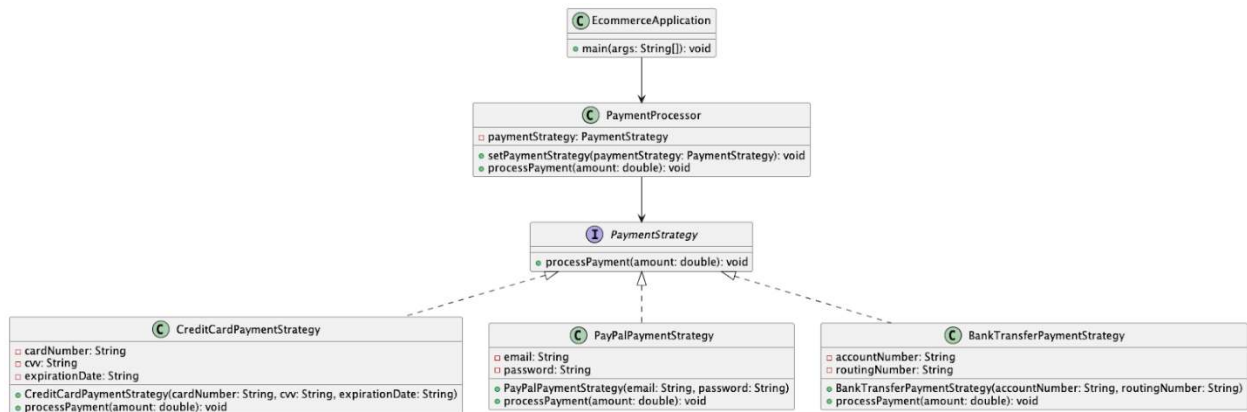 C EcommerceApplication
main(args: String[]): void
C PaymentProcessor
paymentStrategy: PaymentStrategy
setPaymentStrategy(paymentStrategy: PaymentStrategy): void
processPayment(amount: double): void
I PaymentStrategy
processPayment(amount: double): void
C CreditCardPaymentStrategy
cardNumber: String
cvv: String
expirationDate: String
CreditCardPaymentStrategy(cardNumber: String, cvv: String, expirationDate: String)
processPayment(amount: double): void
C PayPalPaymentStrategy
email: String
password: String
PayPalPaymentStrategy(email: String, password: String)
processPayment(amount: double): void
C BankTransferPaymentStrategy
accountNumber: String
routingNumber: String
BankTransferPaymentStrategy(accountNumber: String, routingNumber: String)
processPayment(amount: double): void